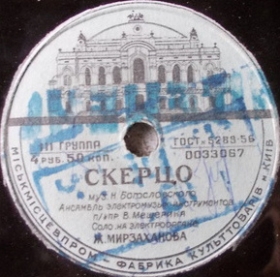 III ГРУППА
4 руб. 50 коп.
ГОСТ-5289-56
0033067
СКЕРЦО
муз. Н. Богословского
Ансамбль электромузык. инструментов
п/упр В. Мещерина
Соло на электрофоне
Ж. МИРЗАХАНОВА
МІСЬКМІСЦЕВПРОМ - ФАБРИКА КУЛЬТТОВАРІВ м. КИЇВ